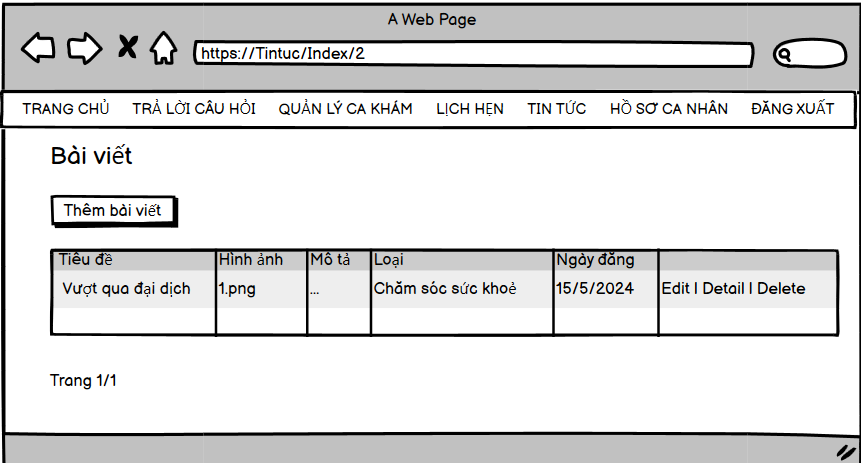 A Web Page
https://Tintuc/Index/2
TRANG CHỦ TRẢ LỜI CÂU HỎI QUẢN LÝ CA KHÁM LỊCH HẸN TIN TỨC HỒ SƠ CA NHÂN ĐĂNG XUẤT
Bài viết
Thêm bài viết
Tiêu đề Hình ảnh Mô tả Loại Ngày đăng
Vượt qua đại dịch 1.png ... Chăm sóc sức khoẻ 15/5/2024 Edit | Detail | Delete
Trang 1/1